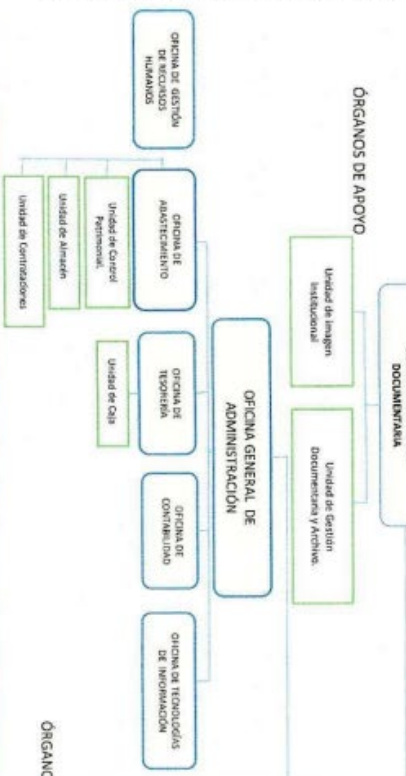 DOCUMENTARIA
ÓRGANOS DE APOYO
Unidad de imagen
Institucional
Unidad de Gestión
Documentaria y Archivo.
OFICINA GENERAL DE
ADMINISTRACIÓN
OFICINA DE GESTIÓN
DE RECURSOS
HUMANOS
OFICINA DE
ABASTECIMIENTO
OFICINA DE
TESORERÍA
OFICINA DE
CONTABILIDAD
OFICINA DE TECNOLOGÍAS
DE INFORMACIÓN
Unidad de Control
Patrimonial.
Unidad de Almacén
Unidad de Contrataciones
Unidad de Caja